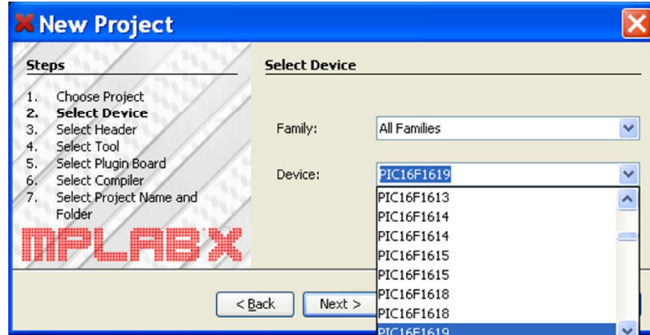 New Project
Steps
1. Choose Project
2. Select Device
3. Select Header
4. Select Tool
5. Select Plugin Board
6. Select Compiler
7. Select Project Name and
Folder
MPLAB X
Select Device
Family: All Families
Device: PIC16F1619
PIC16F1613
PIC16F1614
PIC16F1614
PIC16F1615
PIC16F1615
PIC16F1618
PIC16F1618
PIC16F1619
< Back Next >